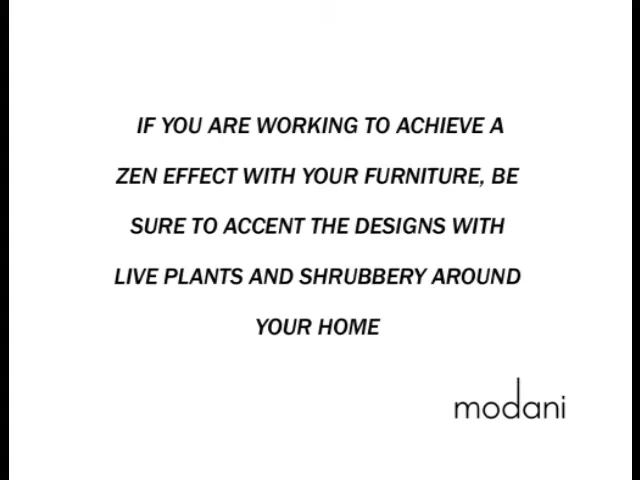 IF YOU ARE WORKING TO ACHIEVE A
ZEN EFFECT WITH YOUR FURNITURE, BE
SURE TO ACCENT THE DESIGNS WITH
LIVE PLANTS AND SHRUBBERY AROUND
YOUR HOME
modani